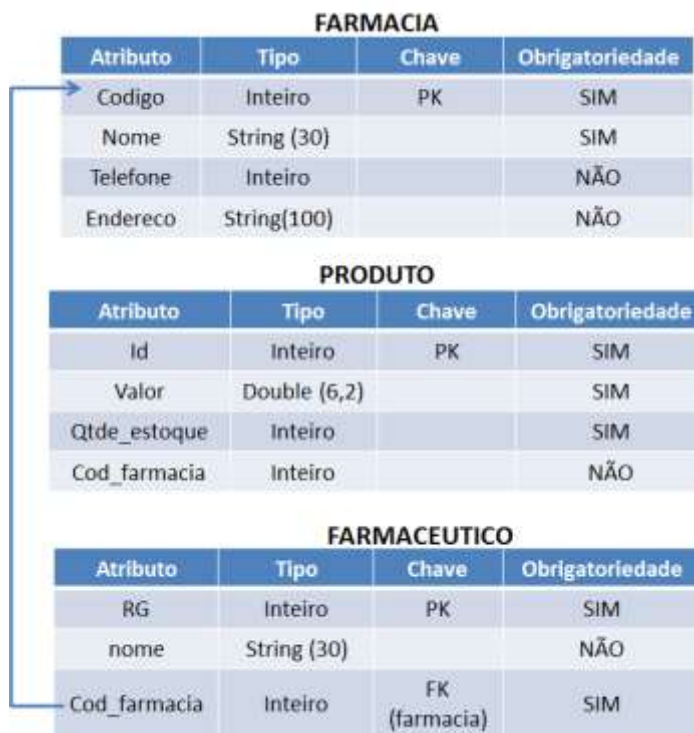 FARMACIA
Atributo Tipo Chave Obrigatoriedade
Codigo Inteiro PK SIM
Nome String (30) SIM
Telefone Inteiro NÃO
Endereco String(100) NÃO
PRODUTO
Atributo Tipo Chave Obrigatoriedade
Id Inteiro PK SIM
Valor Double (6,2) SIM
Qtde_estoque Inteiro SIM
Cod_farmacia Inteiro NÃO
FARMACEUTICO
Atributo Tipo Chave Obrigatoriedade
RG Inteiro PK SIM
nome String (30) NÃO
Cod_farmacia Inteiro FK (farmacia) SIM